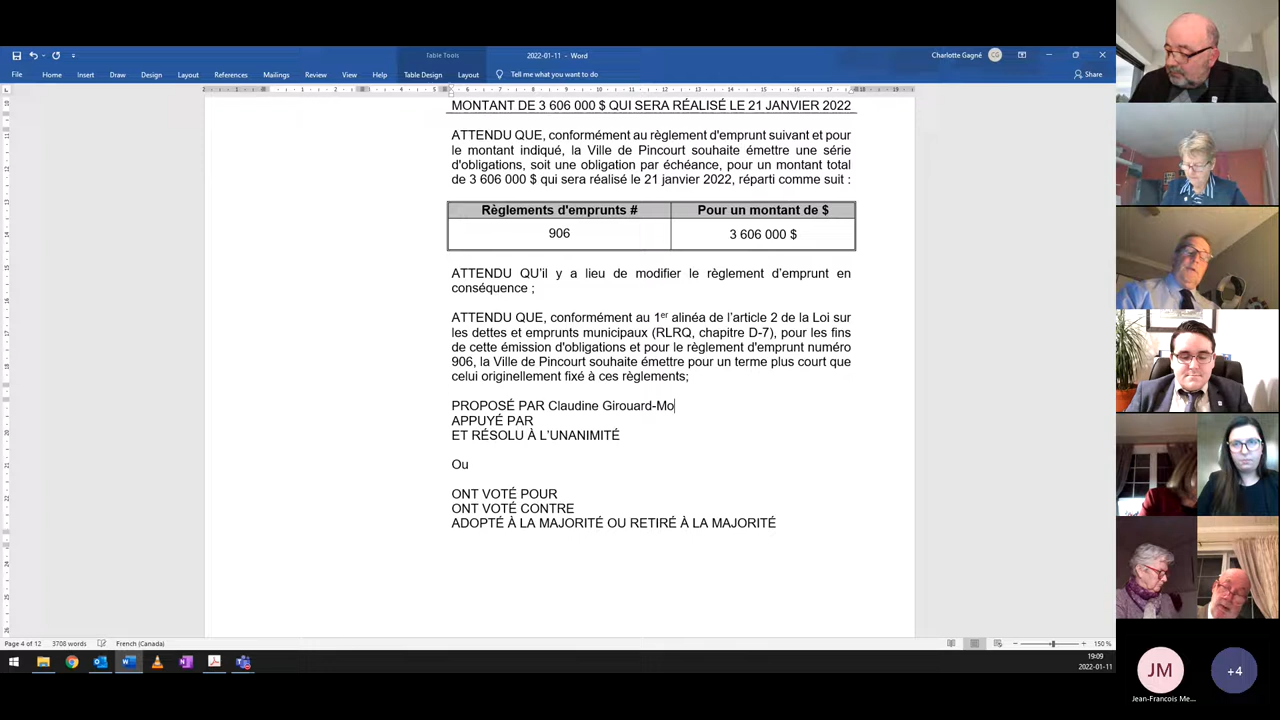 Table Tools
2022-01-11 - Word
Charlotte Gagné
CG
File Home Insert Draw Design Layout References Mailings Review View Help Table Design Layout Tell me what you want to do
Share
MONTANT DE 3 606 000 $ QUI SERA RÉALISÉ LE 21 JANVIER 2022
ATTENDU QUE, conformément au règlement d'emprunt suivant et pour
le montant indiqué, la Ville de Pincourt souhaite émettre une série
d'obligations, soit une obligation par échéance, pour un montant total
de 3 606 000 $ qui sera réalisé le 21 janvier 2022, réparti comme suit :
Règlements d'emprunts # Pour un montant de $
906 3 606 000 $
ATTENDU QU'il y a lieu de modifier le règlement d'emprunt en
conséquence ;
ATTENDU QUE, conformément au 1er alinéa de l'article 2 de la Loi sur
les dettes et emprunts municipaux (RLRQ, chapitre D-7), pour les fins
de cette émission d'obligations et pour le règlement d'emprunt numéro
906, la Ville de Pincourt souhaite émettre pour un terme plus court que
celui originellement fixé à ces règlements;
PROPOSÉ PAR Claudine Girouard-Mo
APPUYÉ PAR
ET RÉSOLU À L'UNANIMITÉ
Ou
ONT VOTÉ POUR
ONT VOTÉ CONTRE
ADOPTÉ À LA MAJORITÉ OU RETIRÉ À LA MAJORITÉ
Page 4 of 12 3708 words French (Canada)
150 %
19:09
2022-01-11
JM
+4
Jean-Francois Me...